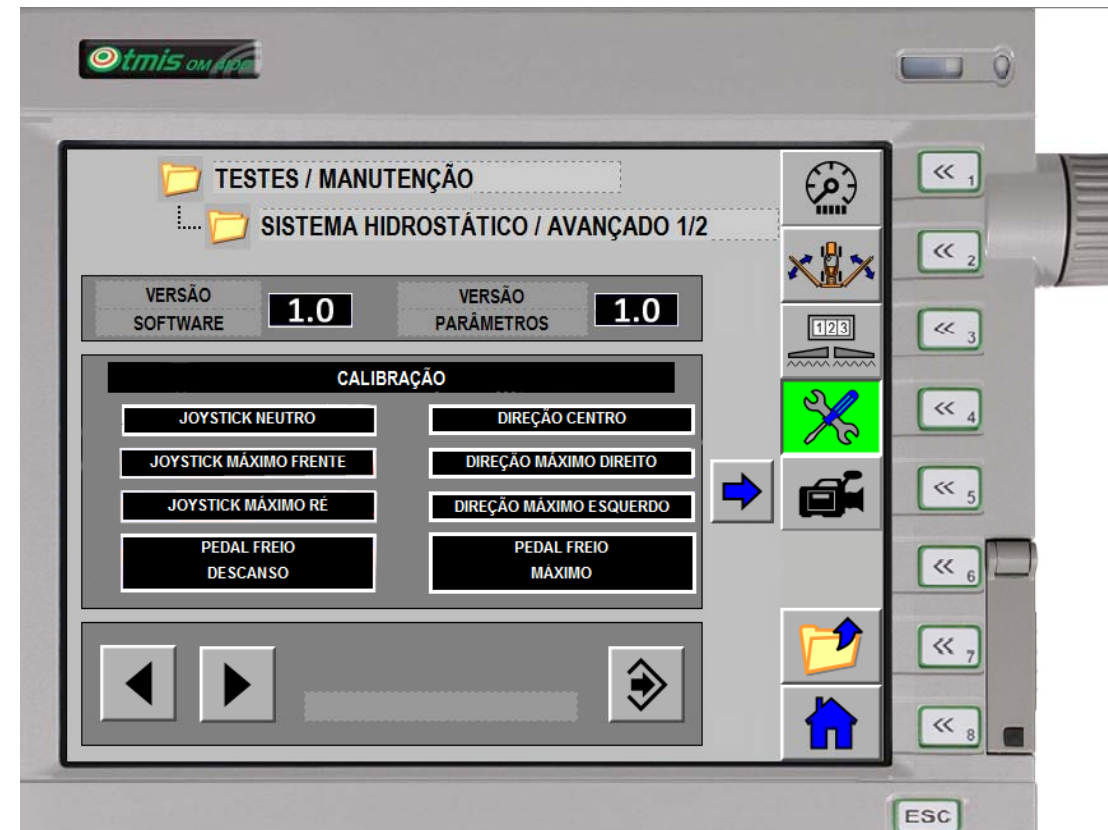 Otmis OM
TESTES / MANUTENÇÃO
SISTEMA HIDROSTÁTICO / AVANÇADO 1/2
VERSÃO
SOFTWARE
1.0
VERSÃO
PARÂMETROS
1.0
CALIBRAÇÃO
JOYSTICK NEUTRO
DIREÇÃO CENTRO
JOYSTICK MÁXIMO FRENTE
DIREÇÃO MÁXIMO DIREITO
JOYSTICK MÁXIMO RÉ
DIREÇÃO MÁXIMO ESQUERDO
PEDAL FREIO
DESCANSO
PEDAL FREIO
MÁXIMO
123
<< 1
<< 2
<< 3
<< 4
<< 5
<< 6
<< 7
<< 8
ESC